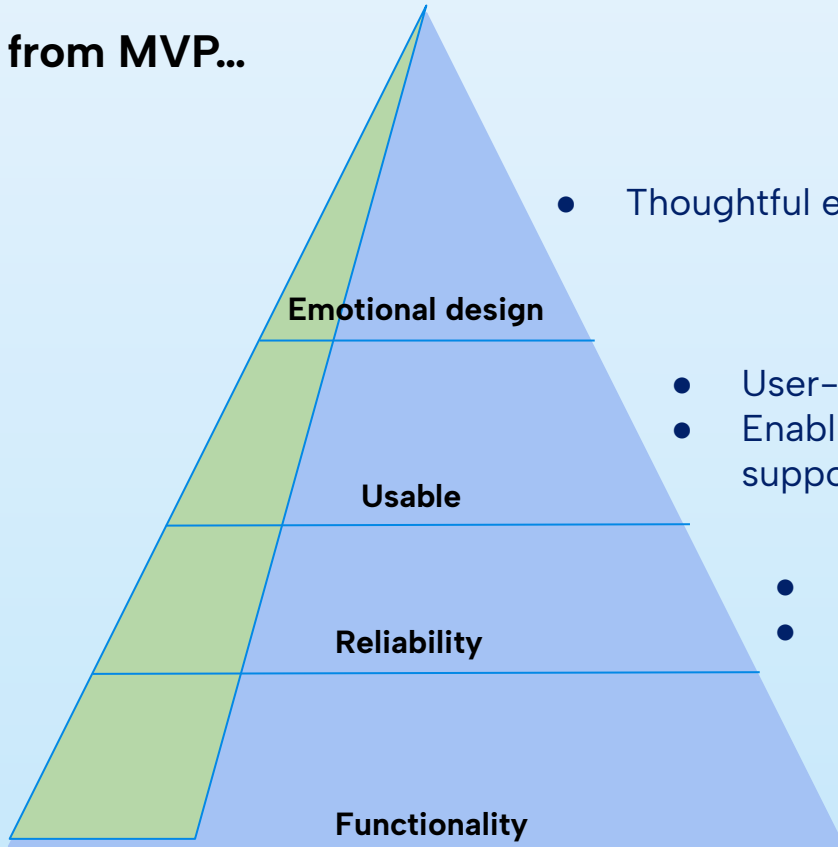 from MVP...
● Thoughtful e
Emotional design
● User-
● Enabl
suppo
Usable
●
●
Reliability
Functionality